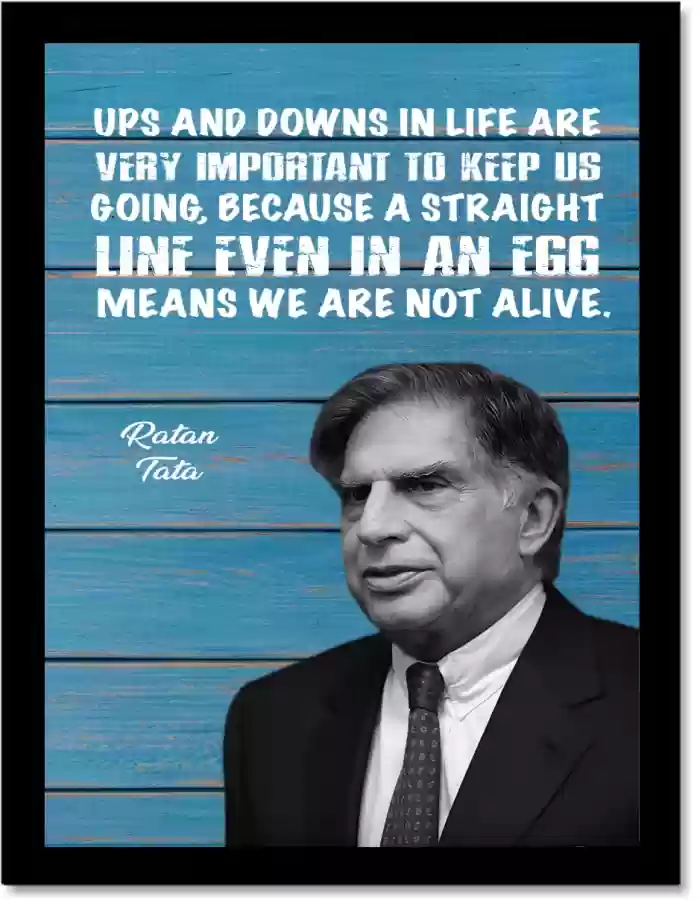 UPS AND DOWNS IN LIFE ARE
VERY IMPORTANT TO KEEP US
GOING, BECAUSE A STRAIGHT
LINE EVEN IN AN EGG
MEANS WE ARE NOT ALIVE.
Ratan
Tata